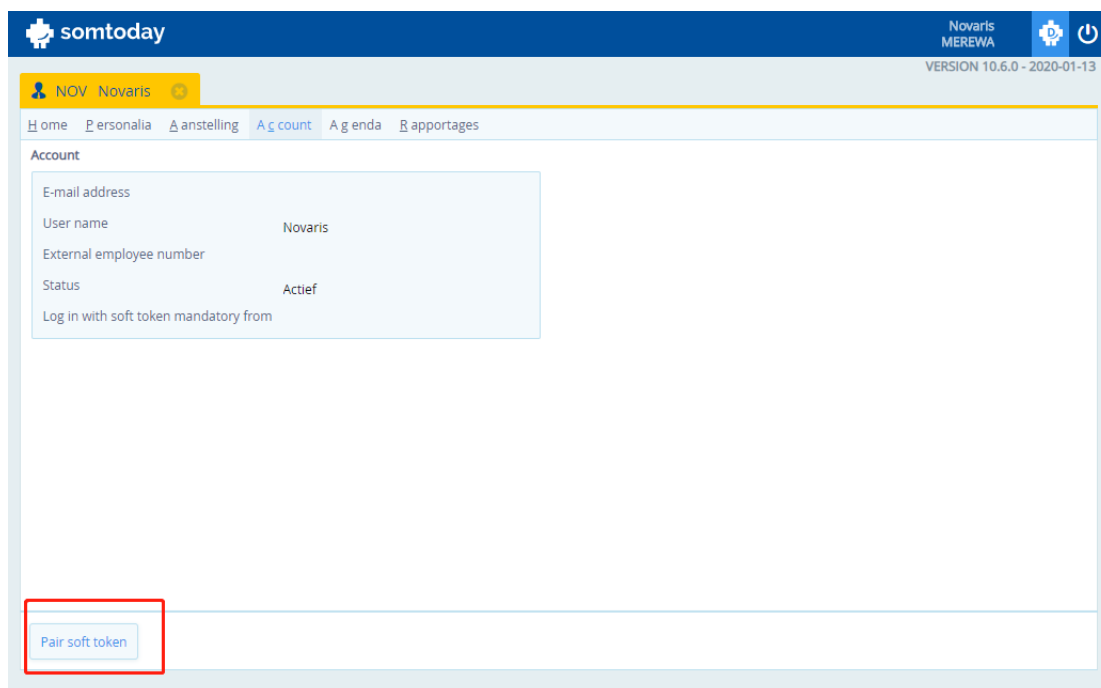 somtoday
Novaris
MEREWA
VERSION 10.6.0 - 2020-01-13
NOV Novaris
Home Personalia Aanstelling Account Agenda Rapportages
Account
E-mail address
User name Novaris
External employee number
Status Actief
Log in with soft token mandatory from
Pair soft token